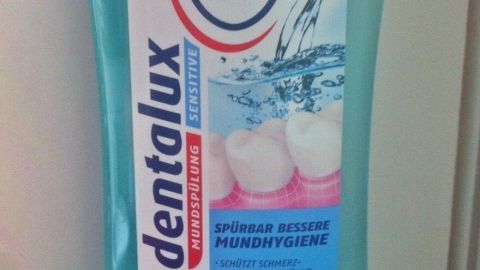 dentalux
MUNDSPÜLUNG SENSITIVE
SPÜRBAR BESSERE
MUNDHYGIENE
· SCHÜTZT SCHMERZ-